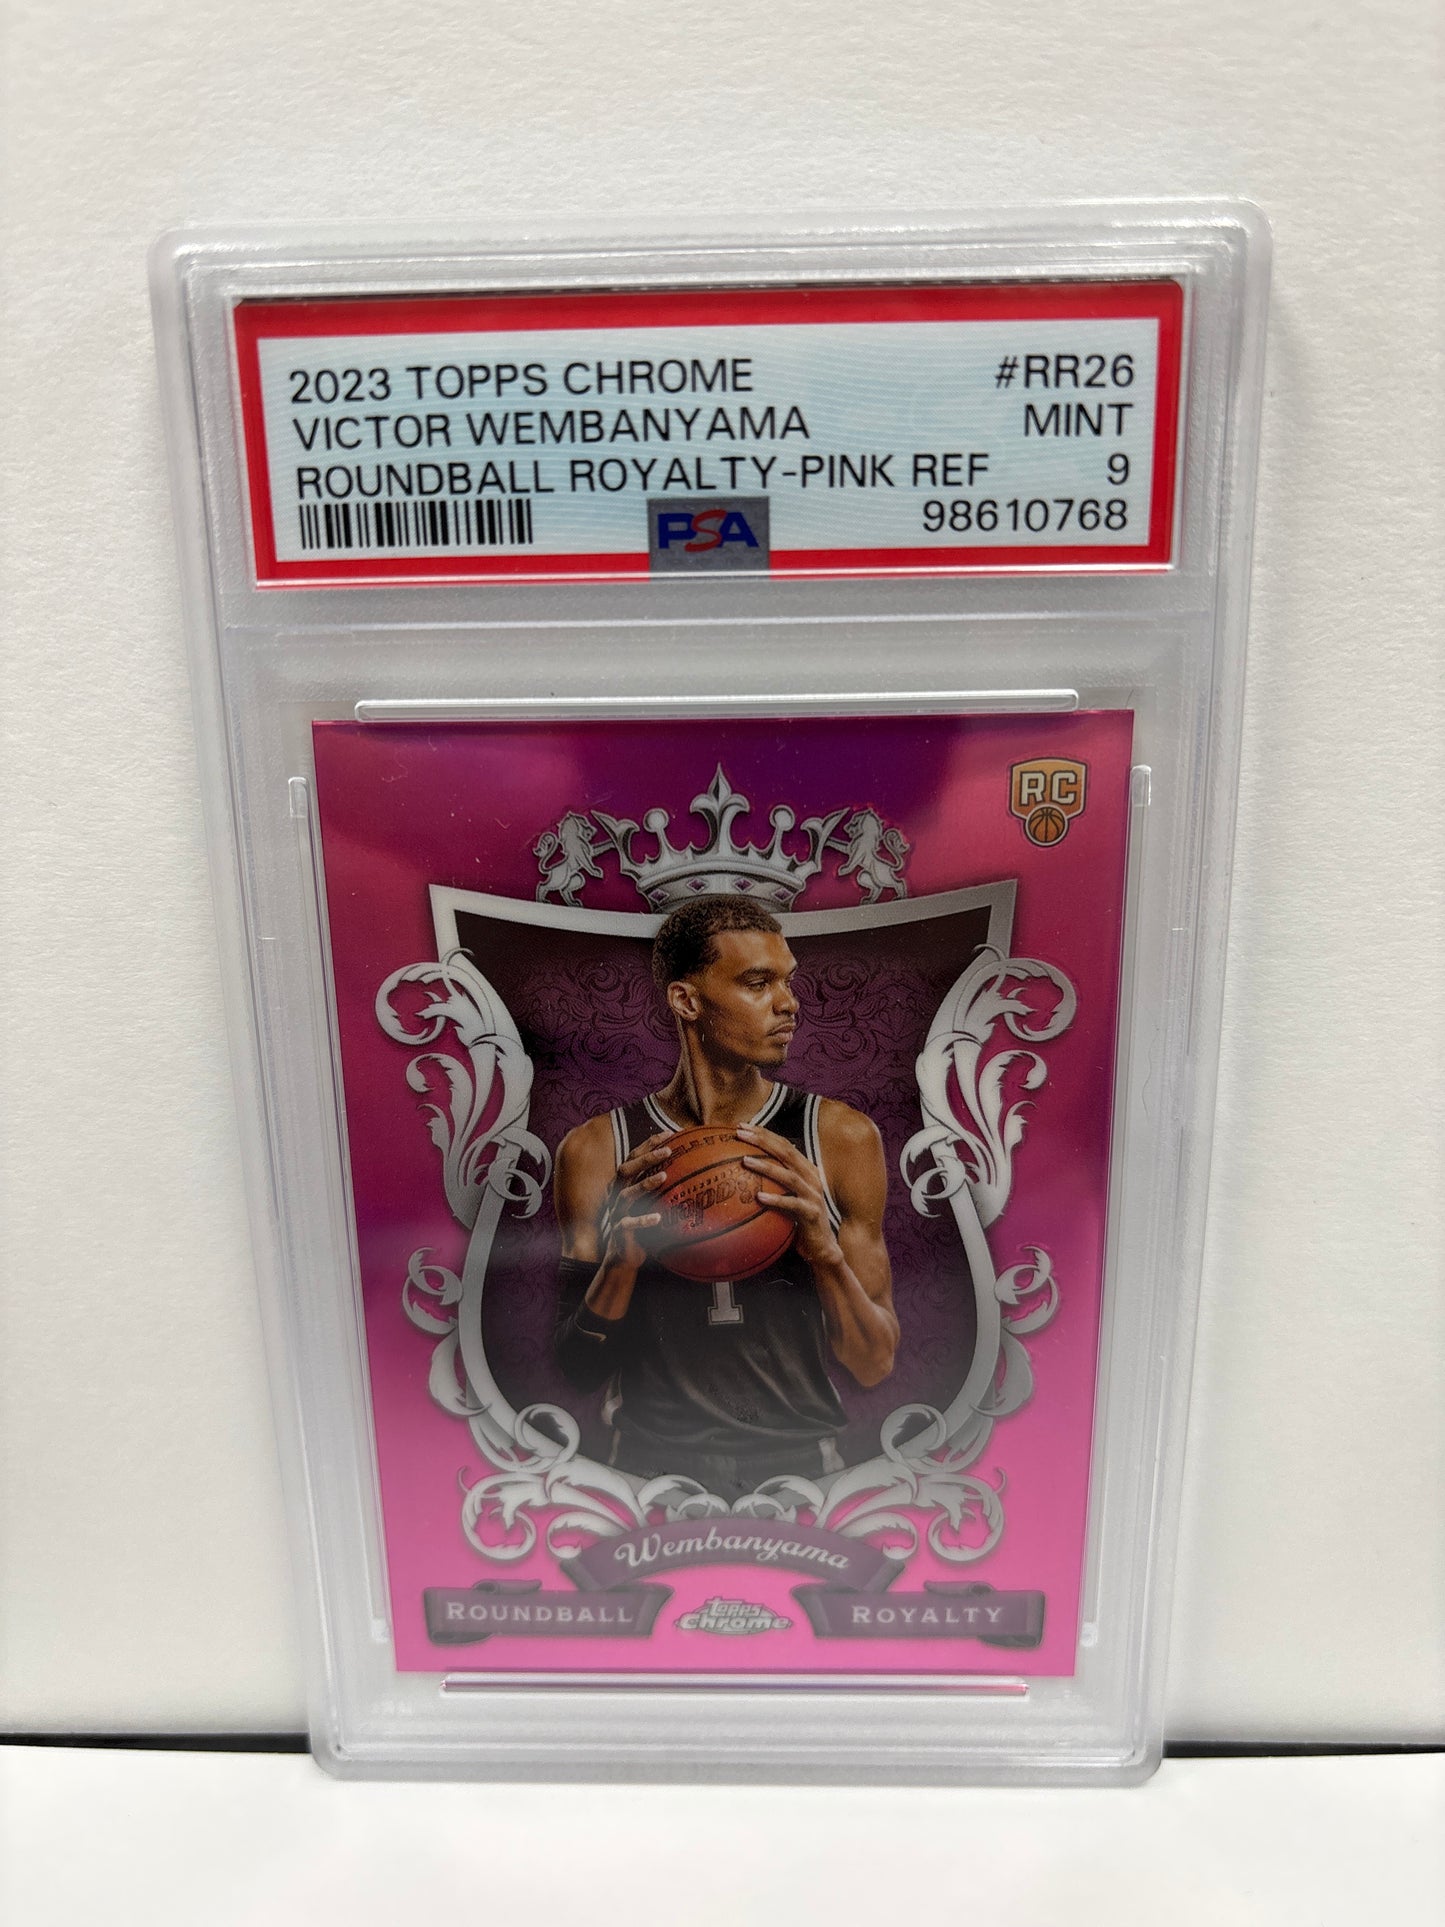 2023 TOPPS CHROME #RR26
VICTOR WEMBANYAMA MINT
ROUNDBALL ROYALTY-PINK REF 9
PSA 98610768
RC
1
Wembanyama
ROUNDBALL TOPPS Chrome ROYALTY